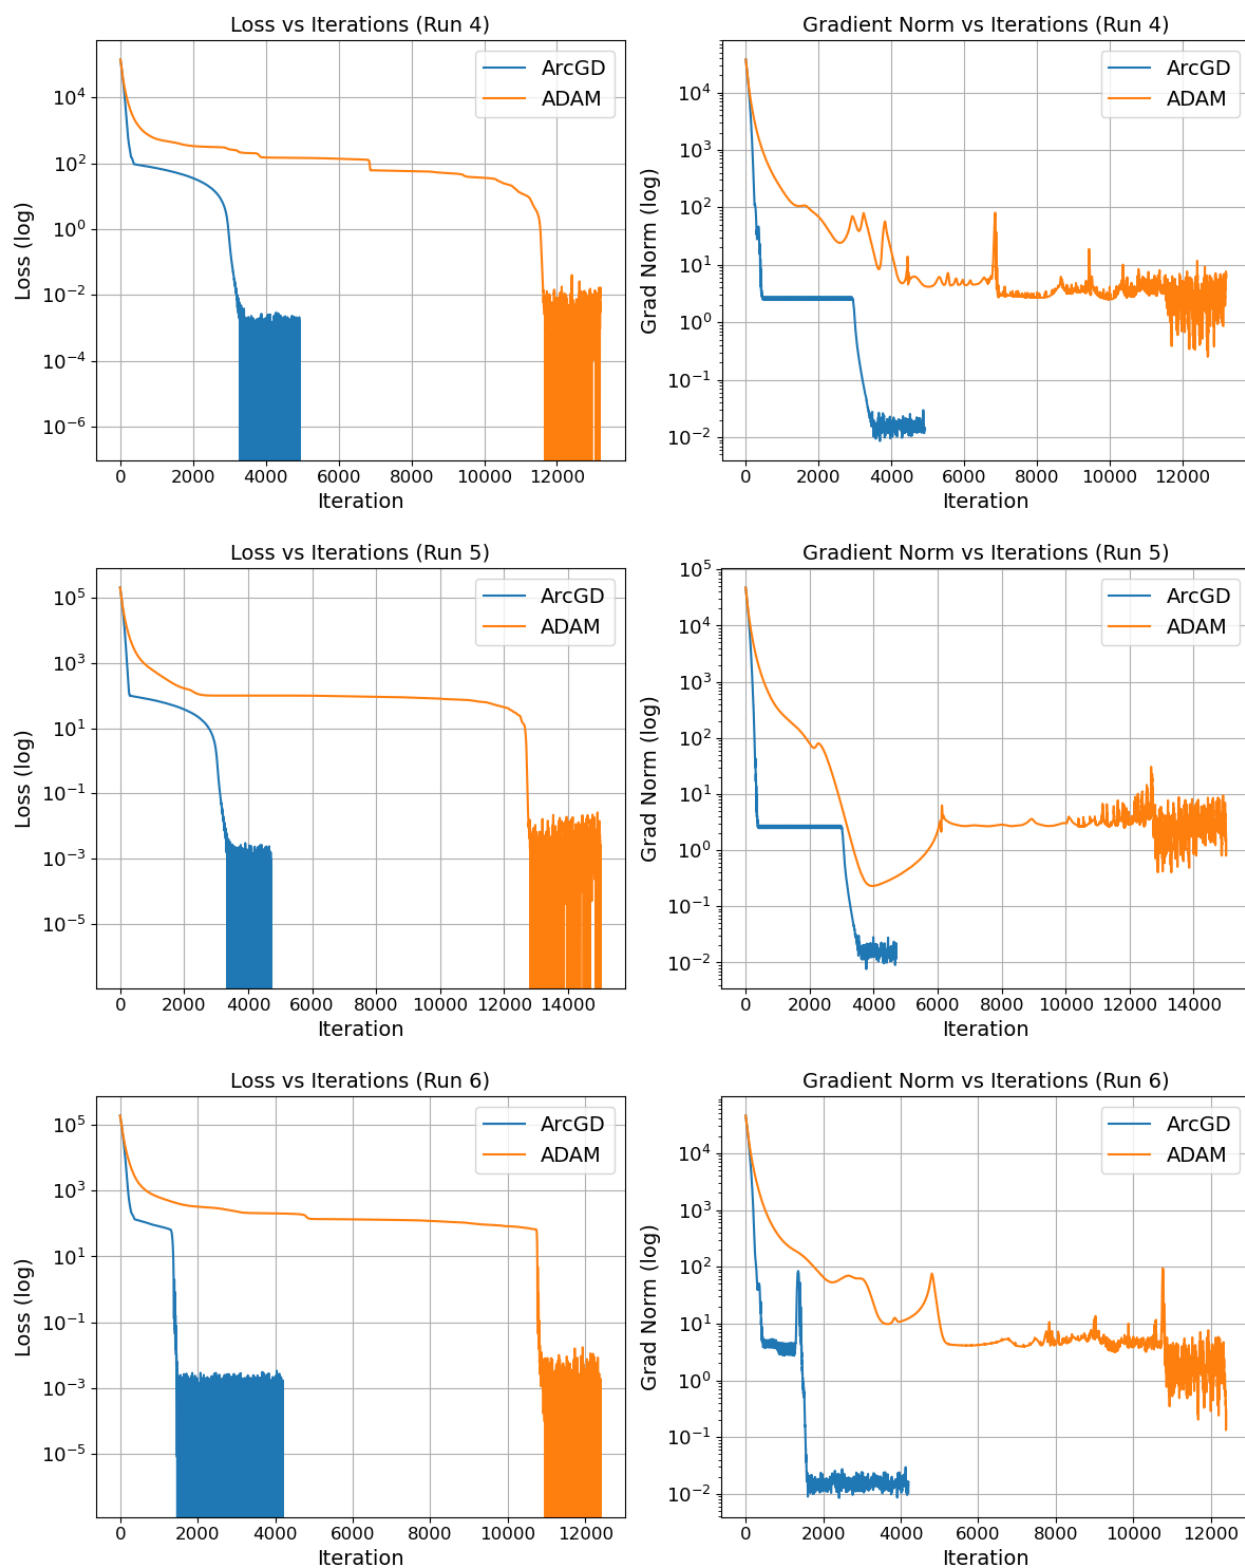 Loss vs Iterations (Run 4)
Loss (log)
10^4
10^2
10^0
10^-2
10^-4
10^-6
ArcGD
ADAM
0 2000 4000 6000 8000 10000 12000
Iteration
Gradient Norm vs Iterations (Run 4)
Grad Norm (log)
10^4
10^3
10^2
10^1
10^0
10^-1
10^-2
ArcGD
ADAM
0 2000 4000 6000 8000 10000 12000
Iteration
Loss vs Iterations (Run 5)
Loss (log)
10^5
10^3
10^1
10^-1
10^-3
10^-5
ArcGD
ADAM
0 2000 4000 6000 8000 10000 12000 14000
Iteration
Gradient Norm vs Iterations (Run 5)
Grad Norm (log)
10^5
10^4
10^3
10^2
10^1
10^0
10^-1
10^-2
ArcGD
ADAM
0 2000 4000 6000 8000 10000 12000 14000
Iteration
Loss vs Iterations (Run 6)
Loss (log)
10^5
10^3
10^1
10^-1
10^-3
10^-5
ArcGD
ADAM
0 2000 4000 6000 8000 10000 12000
Iteration
Gradient Norm vs Iterations (Run 6)
Grad Norm (log)
10^4
10^3
10^2
10^1
10^0
10^-1
10^-2
ArcGD
ADAM
0 2000 4000 6000 8000 10000 12000
Iteration